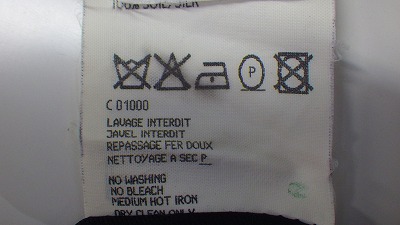 100% SOIE/SILK
P
C 01000
LAVAGE INTERDIT
JAVEL INTERDIT
REPASSAGE FER DOUX
NETTOYAGE A SEC P
NO WASHING
NO BLEACH
MEDIUM HOT IRON
DRY CLEAN ONLY